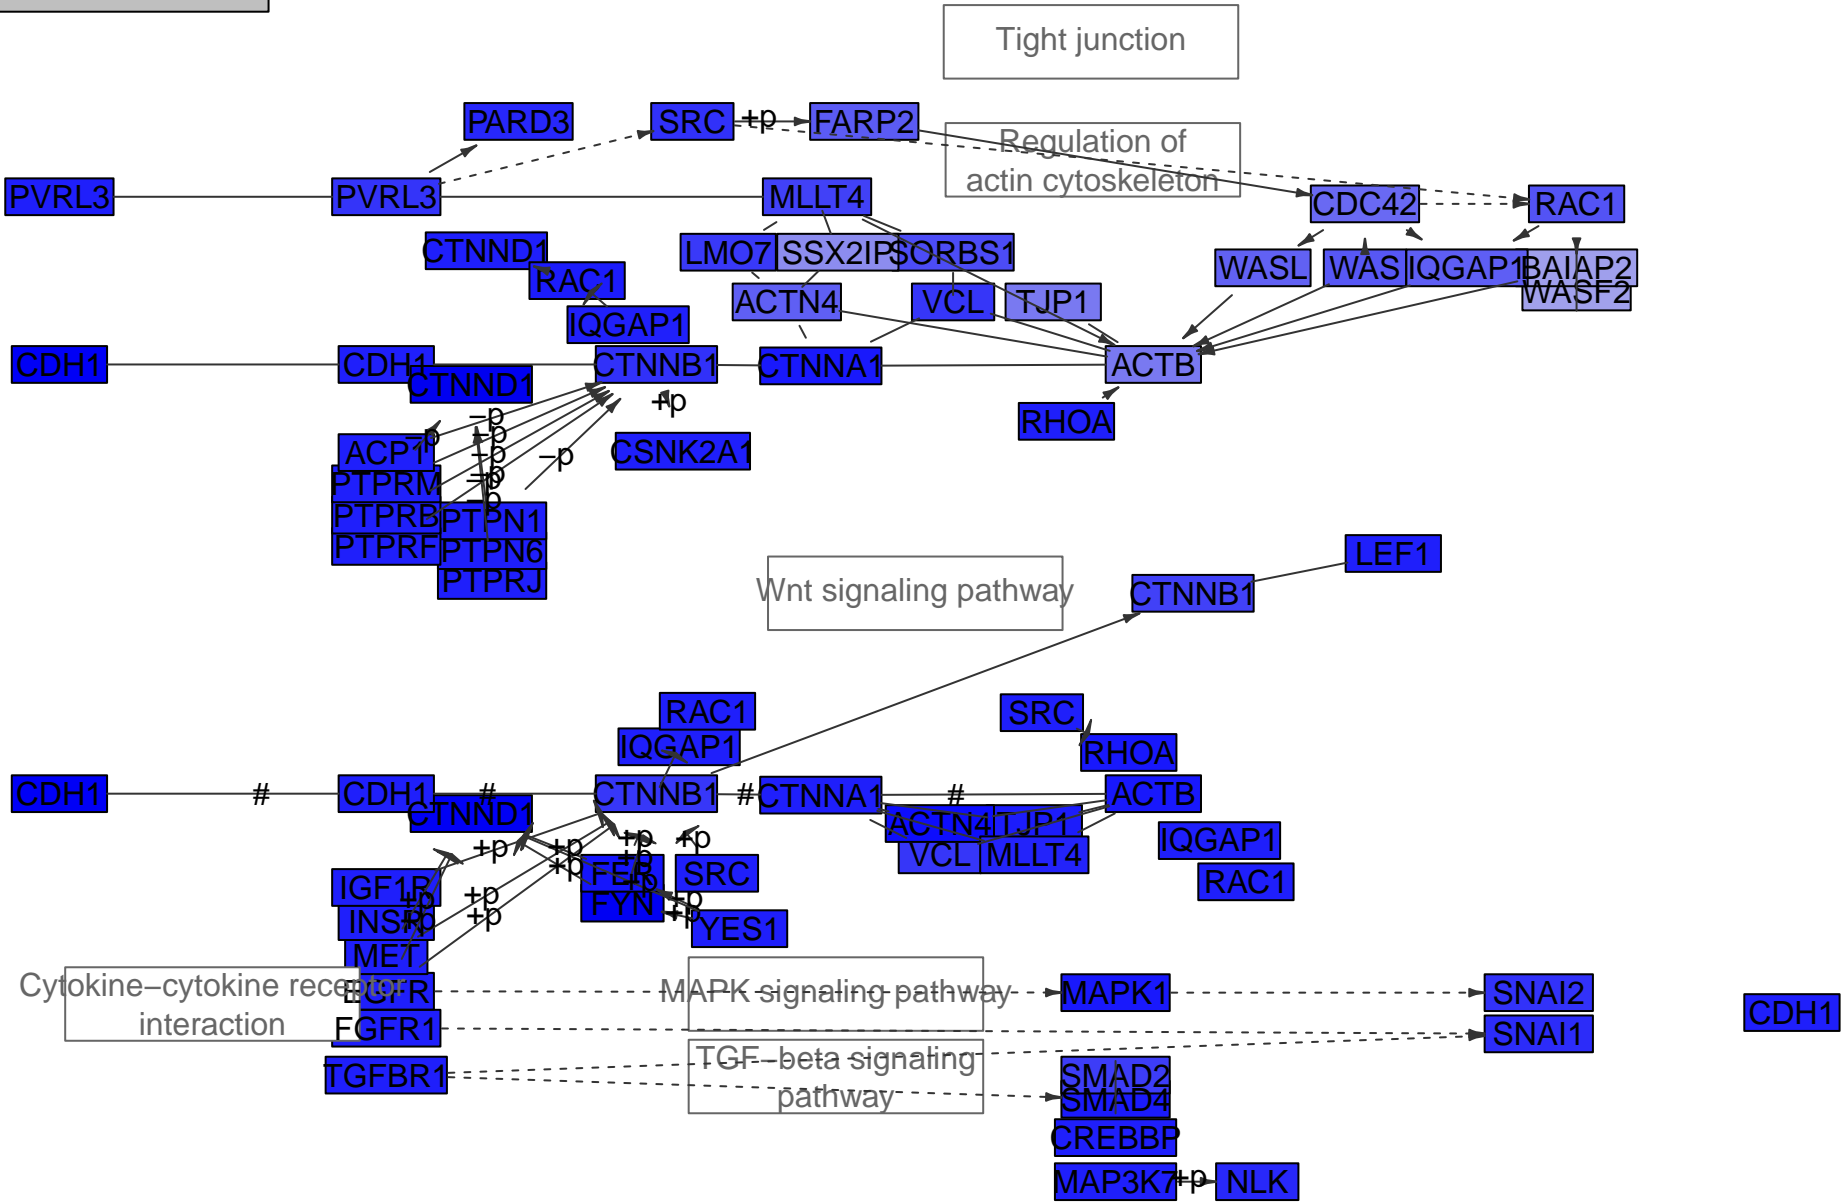 Tight junction
PARD3
SRC
+p
FARP2
Regulation of
actin cytoskeleton
PVRL3
PVRL3
MLLT4
CDC42
RAC1
CTNND1
LMO7
SSX2IP
SORBS1
RAC1
WASL
WAS
IQGAP1
BAIAP2
WASF2
ACTN4
VCL
TJP1
IQGAP1
CDH1
CDH1
CTNND1
CTNNB1
CTNNA1
ACTB
+p
RHOA
−p
−p
−p
−p
−p
−p
−p
−p
ACP1
CSNK2A1
PTPRM
PTPRB
PTPN1
PTPRF
PTPN6
PTPRJ
LEF1
Wnt signaling pathway
CTNNB1
RAC1
SRC
IQGAP1
RHOA
CDH1
#
CDH1
#
CTNND1
CTNNB1
#
CTNNA1
#
ACTB
ACTN4
TJP1
VCL
MLLT4
IQGAP1
RAC1
+p
+p
+p
+p
+p
+p
IGF1R
FER
SRC
+p
+p
+p
INSR
+p
+p
FYN
+p
+p
YES1
MET
Cytokine−cytokine receptor
interaction
EGFR
MAPK signaling pathway
MAPK1
SNAI2
CDH1
FGFR1
SNAI1
TGF−beta signaling
pathway
TGFBR1
SMAD2
SMAD4
CREBBP
MAP3K7
+p
NLK